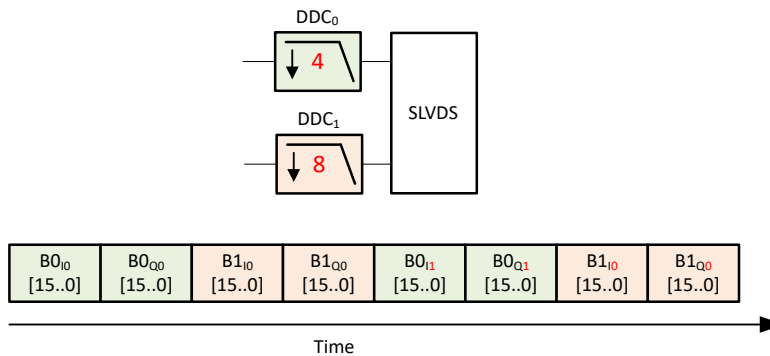 DDC₀
4
SLVDS
DDC₁
8
B0I0 B0Q0 B1I0 B1Q0 B0I1 B0Q1 B1I0 B1Q0
[15..0] [15..0] [15..0] [15..0] [15..0] [15..0] [15..0] [15..0]
Time